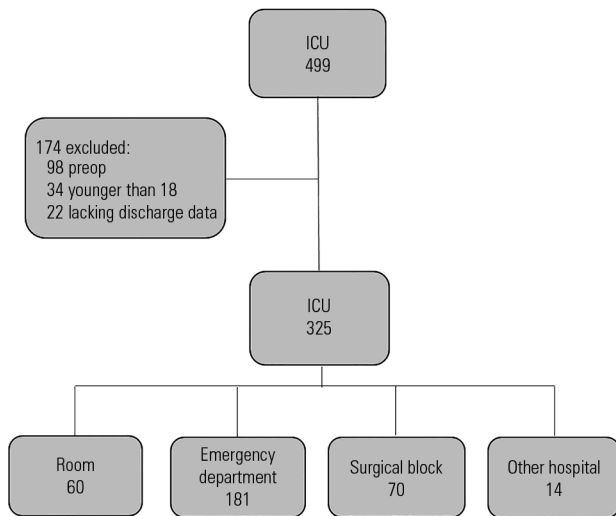 ICU
499
174 excluded:
98 preop
34 younger than 18
22 lacking discharge data
ICU
325
Room
60
Emergency
department
181
Surgical block
70
Other hospital
14